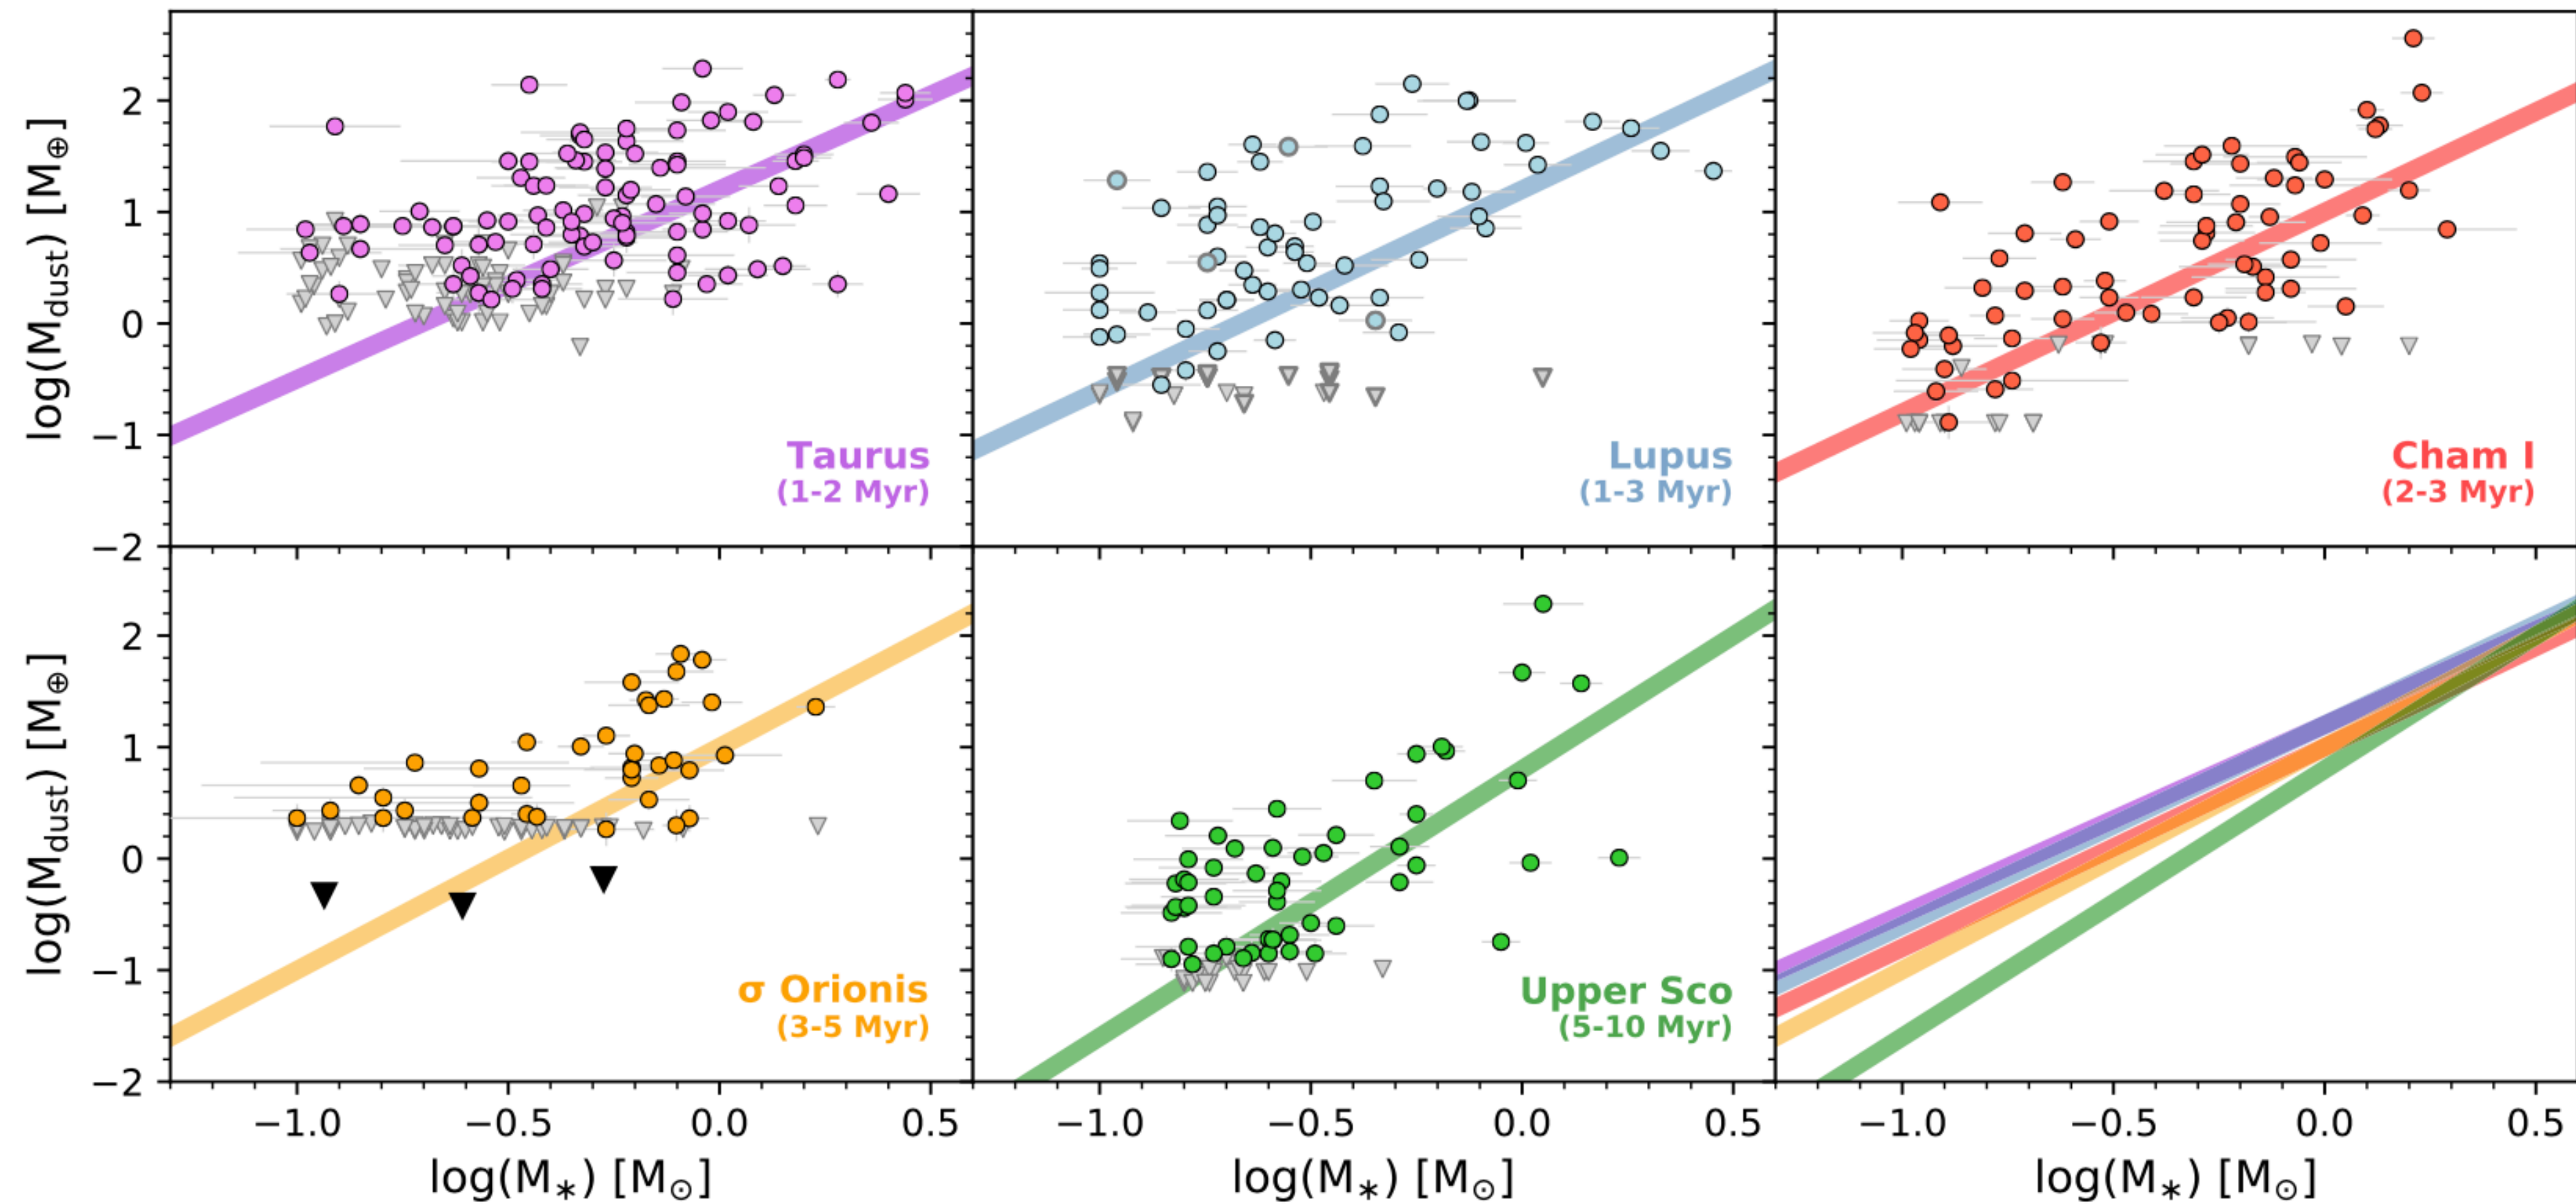 log(M_dust) [M_⊕]
2
1
0
−1
−2
Taurus
(1-2 Myr)
Lupus
(1-3 Myr)
Cham I
(2-3 Myr)
log(M_dust) [M_⊕]
2
1
0
−1
−2
σ Orionis
(3-5 Myr)
Upper Sco
(5-10 Myr)
−1.0 −0.5 0.0 0.5 −1.0 −0.5 0.0 0.5 −1.0 −0.5 0.0 0.5
log(M_∗) [M_⊙] log(M_∗) [M_⊙] log(M_∗) [M_⊙]